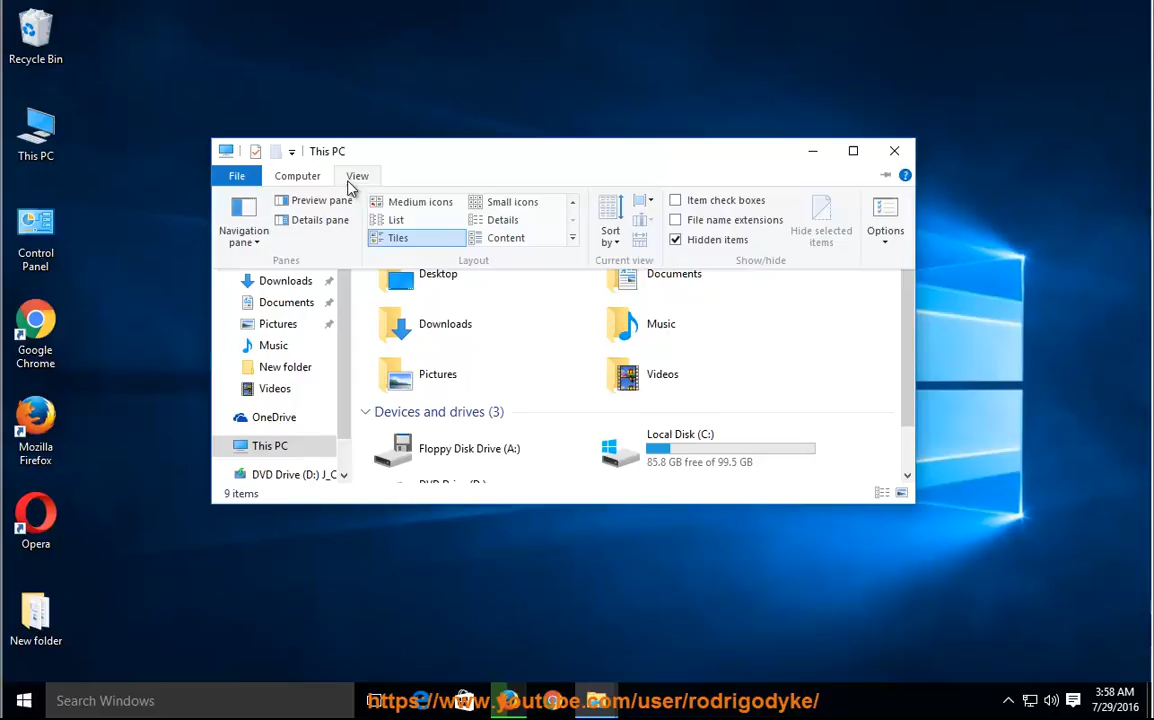 Recycle Bin
This PC
Control
Panel
Google
Chrome
Mozilla
Firefox
Opera
New folder
This PC
File
Computer
View
Navigation
pane
Preview pane
Details pane
Panes
Medium icons
Small icons
List
Details
Tiles
Content
Layout
Sort
by
Current view
Item check boxes
File name extensions
Hidden items
Hide selected
items
Show/hide
Options
Downloads
Documents
Pictures
Music
New folder
Videos
OneDrive
This PC
DVD Drive (D:) J_C
Desktop
Documents
Downloads
Music
Pictures
Videos
Devices and drives (3)
Floppy Disk Drive (A:)
Local Disk (C:)
85.8 GB free of 99.5 GB
DVD Drive (D:)
9 items
Search Windows
https://www.youtube.com/user/rodrigodyke/
3:58 AM
7/29/2016